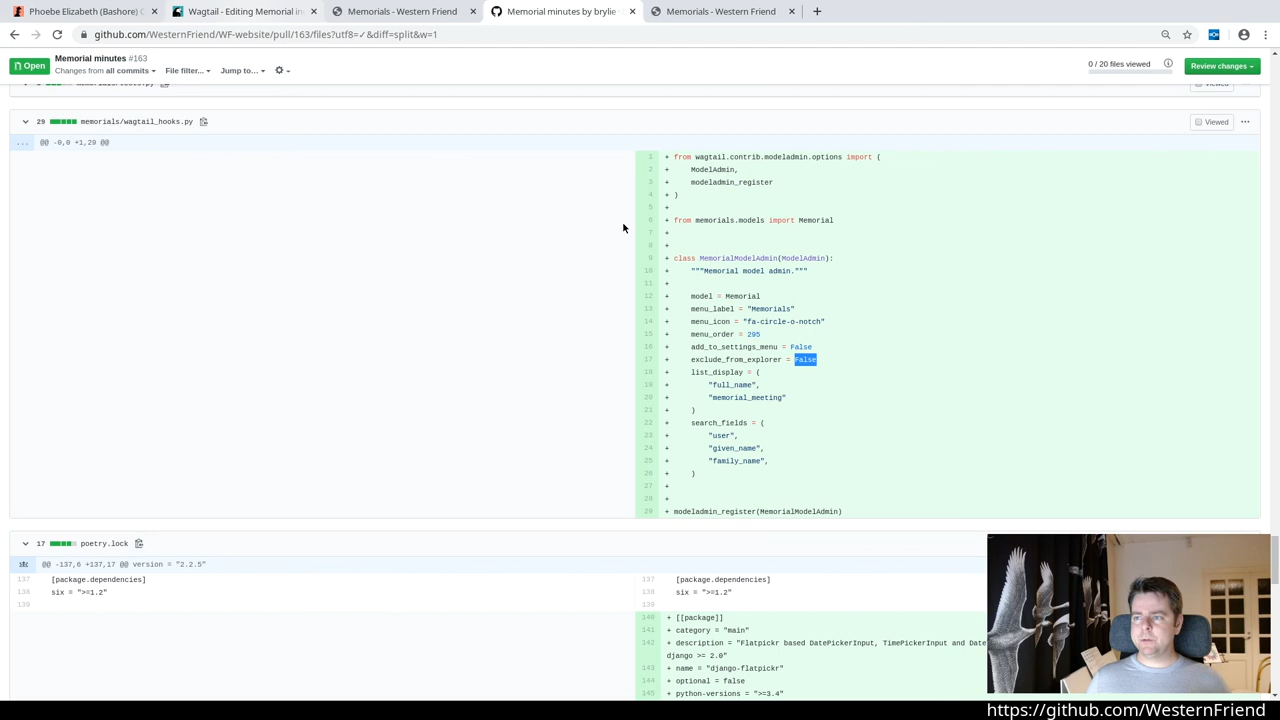 Phoebe Elizabeth (Bashore) C
Wagtail - Editing Memorial in
Memorials - Western Friend
Memorial minutes by brylie
Memorials - Western Friend
github.com/WesternFriend/WF-website/pull/163/files?utf8=✓&diff=split&w=1
Open
Memorial minutes #163
Changes from all commits
File filter...
Jump to...
0 / 20 files viewed
Review changes
29 memorials/wagtail_hooks.py
Viewed
... @@ -0,0 +1,29 @@
1 + from wagtail.contrib.modeladmin.options import (
2 + ModelAdmin,
3 + modeladmin_register
4 + )
5 +
6 + from memorials.models import Memorial
7 +
8 +
9 + class MemorialModelAdmin(ModelAdmin):
10 + """Memorial model admin."""
11 +
12 + model = Memorial
13 + menu_label = "Memorials"
14 + menu_icon = "fa-circle-o-notch"
15 + menu_order = 295
16 + add_to_settings_menu = False
17 + exclude_from_explorer = False
18 + list_display = (
19 + "full_name",
20 + "memorial_meeting"
21 + )
22 + search_fields = (
23 + "user",
24 + "given_name",
25 + "family_name",
26 + )
27 +
28 +
29 + modeladmin_register(MemorialModelAdmin)
17 poetry.lock
@@ -137,6 +137,17 @@ version = "2.2.5"
137 [package.dependencies] 137 [package.dependencies]
138 six = ">=1.2" 138 six = ">=1.2"
139 139
140 + [[package]]
141 + category = "main"
142 + description = "Flatpickr based DatePickerInput, TimePickerInput and Date
django >= 2.0"
143 + name = "django-flatpickr"
144 + optional = false
145 + python-versions = ">=3.4"
https://github.com/WesternFriend